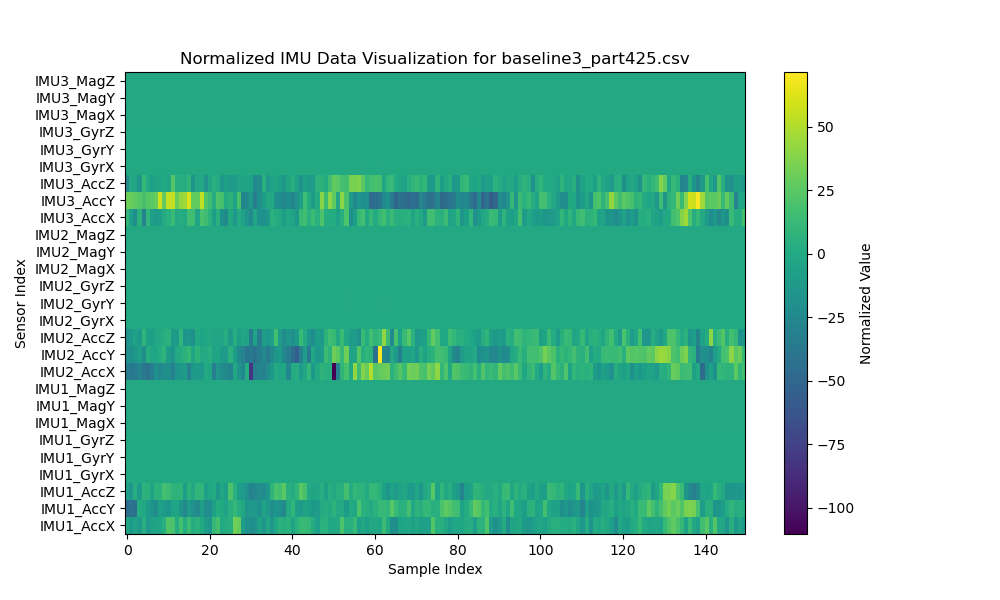 Normalized IMU Data Visualization for baseline3_part425.csv
IMU3_MagZ
IMU3_MagY
IMU3_MagX
IMU3_GyrZ
IMU3_GyrY
IMU3_GyrX
IMU3_AccZ
IMU3_AccY
IMU3_AccX
IMU2_MagZ
IMU2_MagY
IMU2_MagX
IMU2_GyrZ
IMU2_GyrY
IMU2_GyrX
IMU2_AccZ
IMU2_AccY
IMU2_AccX
IMU1_MagZ
IMU1_MagY
IMU1_MagX
IMU1_GyrZ
IMU1_GyrY
IMU1_GyrX
IMU1_AccZ
IMU1_AccY
IMU1_AccX
Sensor Index
0 20 40 60 80 100 120 140
Sample Index
50
25
0
−25
−50
−75
−100
Normalized Value